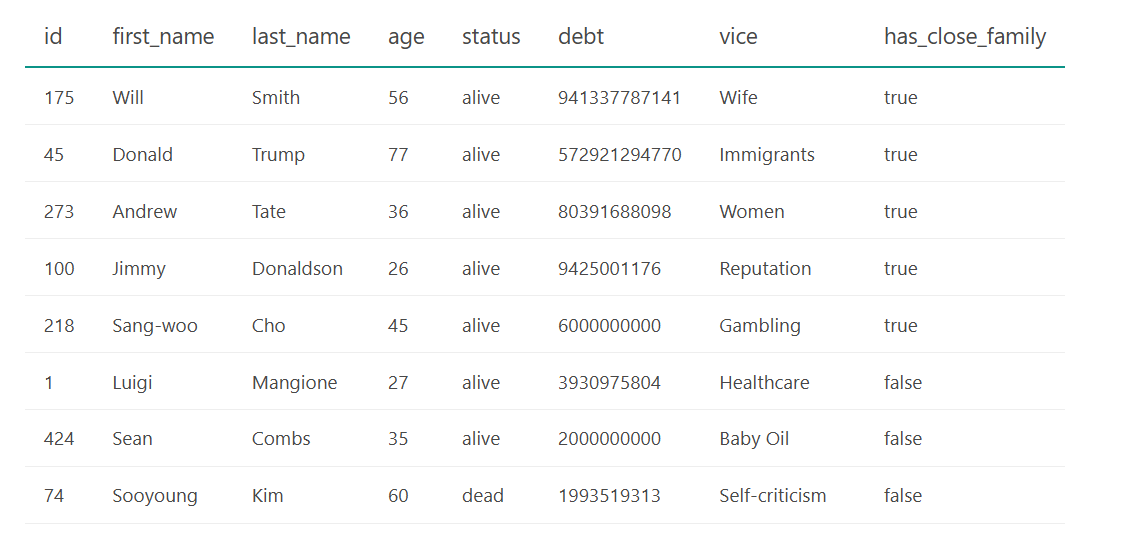 id first_name last_name age status debt vice has_close_family
175 Will Smith 56 alive 941337787141 Wife true
45 Donald Trump 77 alive 572921294770 Immigrants true
273 Andrew Tate 36 alive 80391688098 Women true
100 Jimmy Donaldson 26 alive 9425001176 Reputation true
218 Sang-woo Cho 45 alive 6000000000 Gambling true
1 Luigi Mangione 27 alive 3930975804 Healthcare false
424 Sean Combs 35 alive 2000000000 Baby Oil false
74 Sooyoung Kim 60 dead 1993519313 Self-criticism false